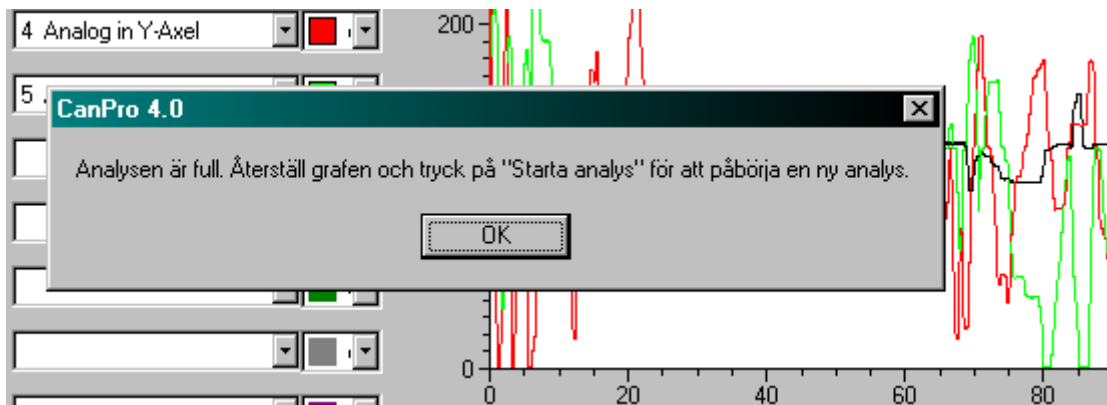 4 Analog in Y-Axel
200
5
CanPro 4.0
Analysen är full. Återställ grafen och tryck på "Starta analys" för att påbörja en ny analys.
OK
0
0 20 40 60 80